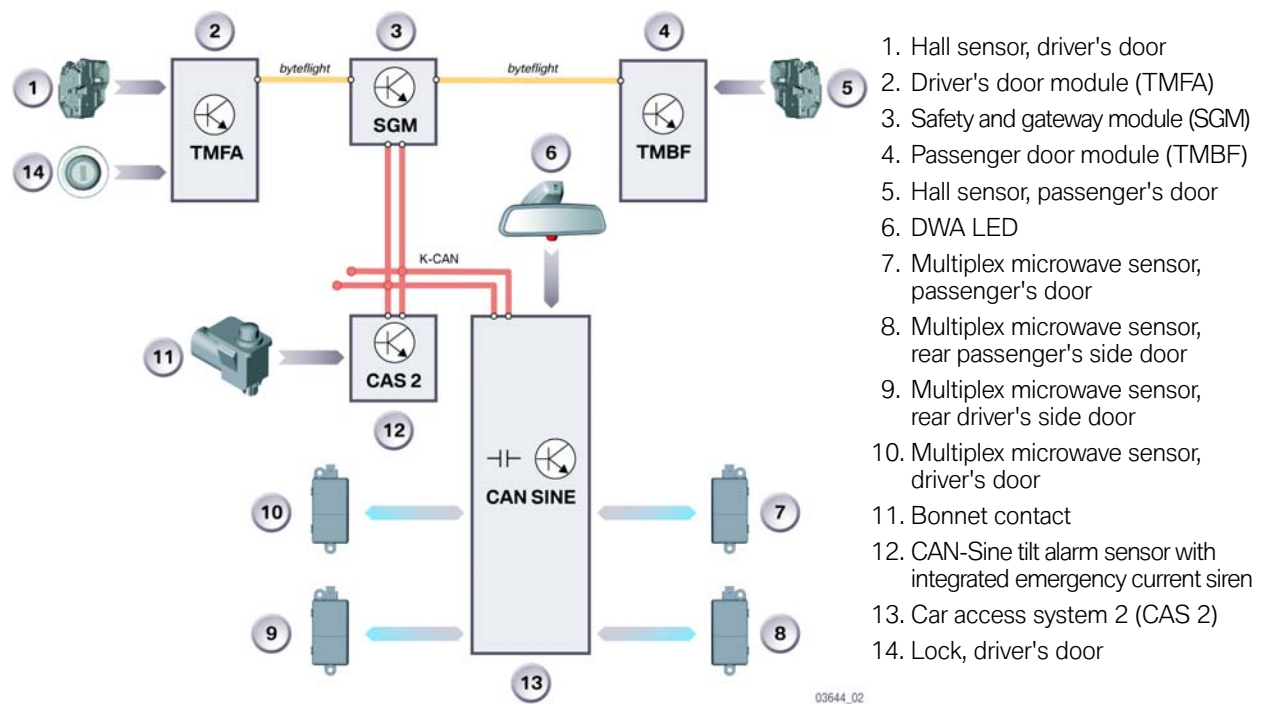 2
3
4
1
byteflight
byteflight
5
TMFA
SGM
TMBF
14
6
K-CAN
11
CAS 2
12
CAN SINE
10
7
9
8
13
03644_02
1. Hall sensor, driver's door
2. Driver's door module (TMFA)
3. Safety and gateway module (SGM)
4. Passenger door module (TMBF)
5. Hall sensor, passenger's door
6. DWA LED
7. Multiplex microwave sensor,
passenger's door
8. Multiplex microwave sensor,
rear passenger's side door
9. Multiplex microwave sensor,
rear driver's side door
10. Multiplex microwave sensor,
driver's door
11. Bonnet contact
12. CAN-Sine tilt alarm sensor with
integrated emergency current siren
13. Car access system 2 (CAS 2)
14. Lock, driver's door